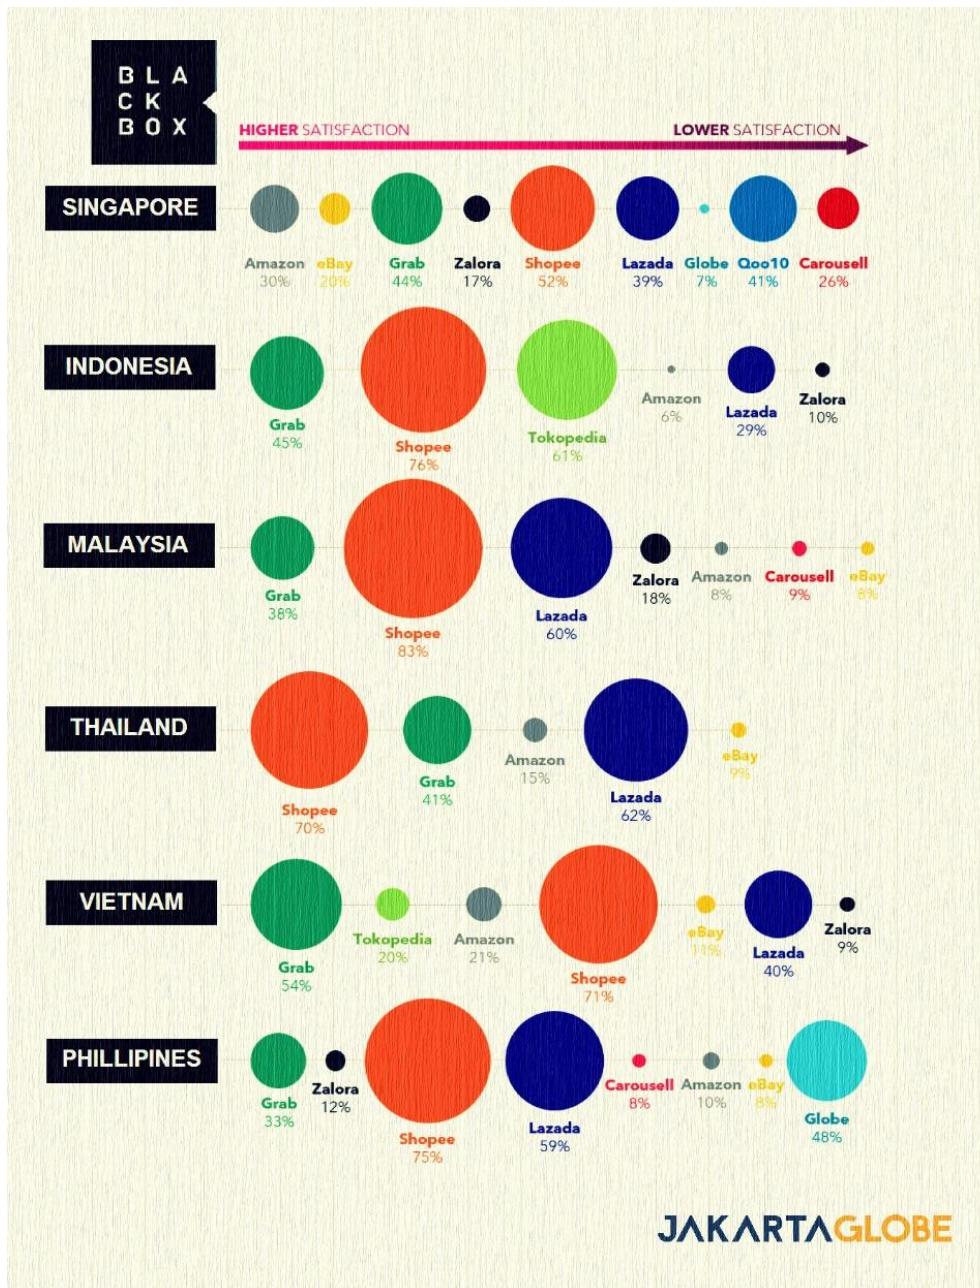 BLA
CK
BOX
HIGHER SATISFACTION
LOWER SATISFACTION
SINGAPORE
Amazon
30%
eBay
20%
Grab
44%
Zalora
17%
Shopee
52%
Lazada
39%
Globe
7%
Qoo10
41%
Carousell
26%
INDONESIA
Grab
45%
Shopee
76%
Tokopedia
61%
Amazon
6%
Lazada
29%
Zalora
10%
MALAYSIA
Grab
38%
Shopee
83%
Lazada
60%
Zalora
18%
Amazon
8%
Carousell
9%
eBay
8%
THAILAND
Shopee
70%
Grab
41%
Amazon
15%
Lazada
62%
eBay
9%
VIETNAM
Grab
54%
Tokopedia
20%
Amazon
21%
Shopee
71%
eBay
11%
Lazada
40%
Zalora
9%
PHILLIPINES
Grab
33%
Zalora
12%
Shopee
75%
Lazada
59%
Carousell
8%
Amazon
10%
eBay
8%
Globe
48%
JAKARTAGLOBE